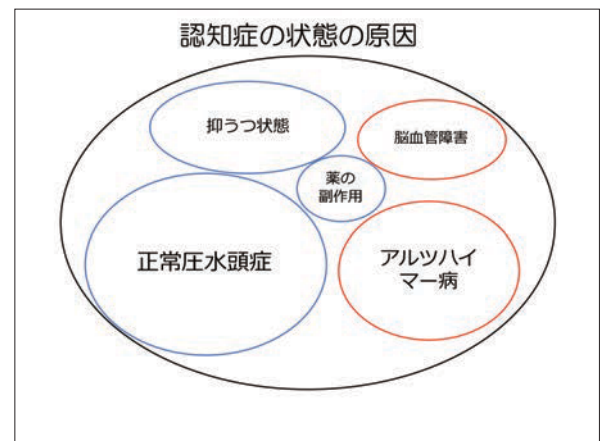 認知症の状態の原因
抑うつ状態
脳血管障害
薬の
副作用
正常圧水頭症
アルツハイ
マー病